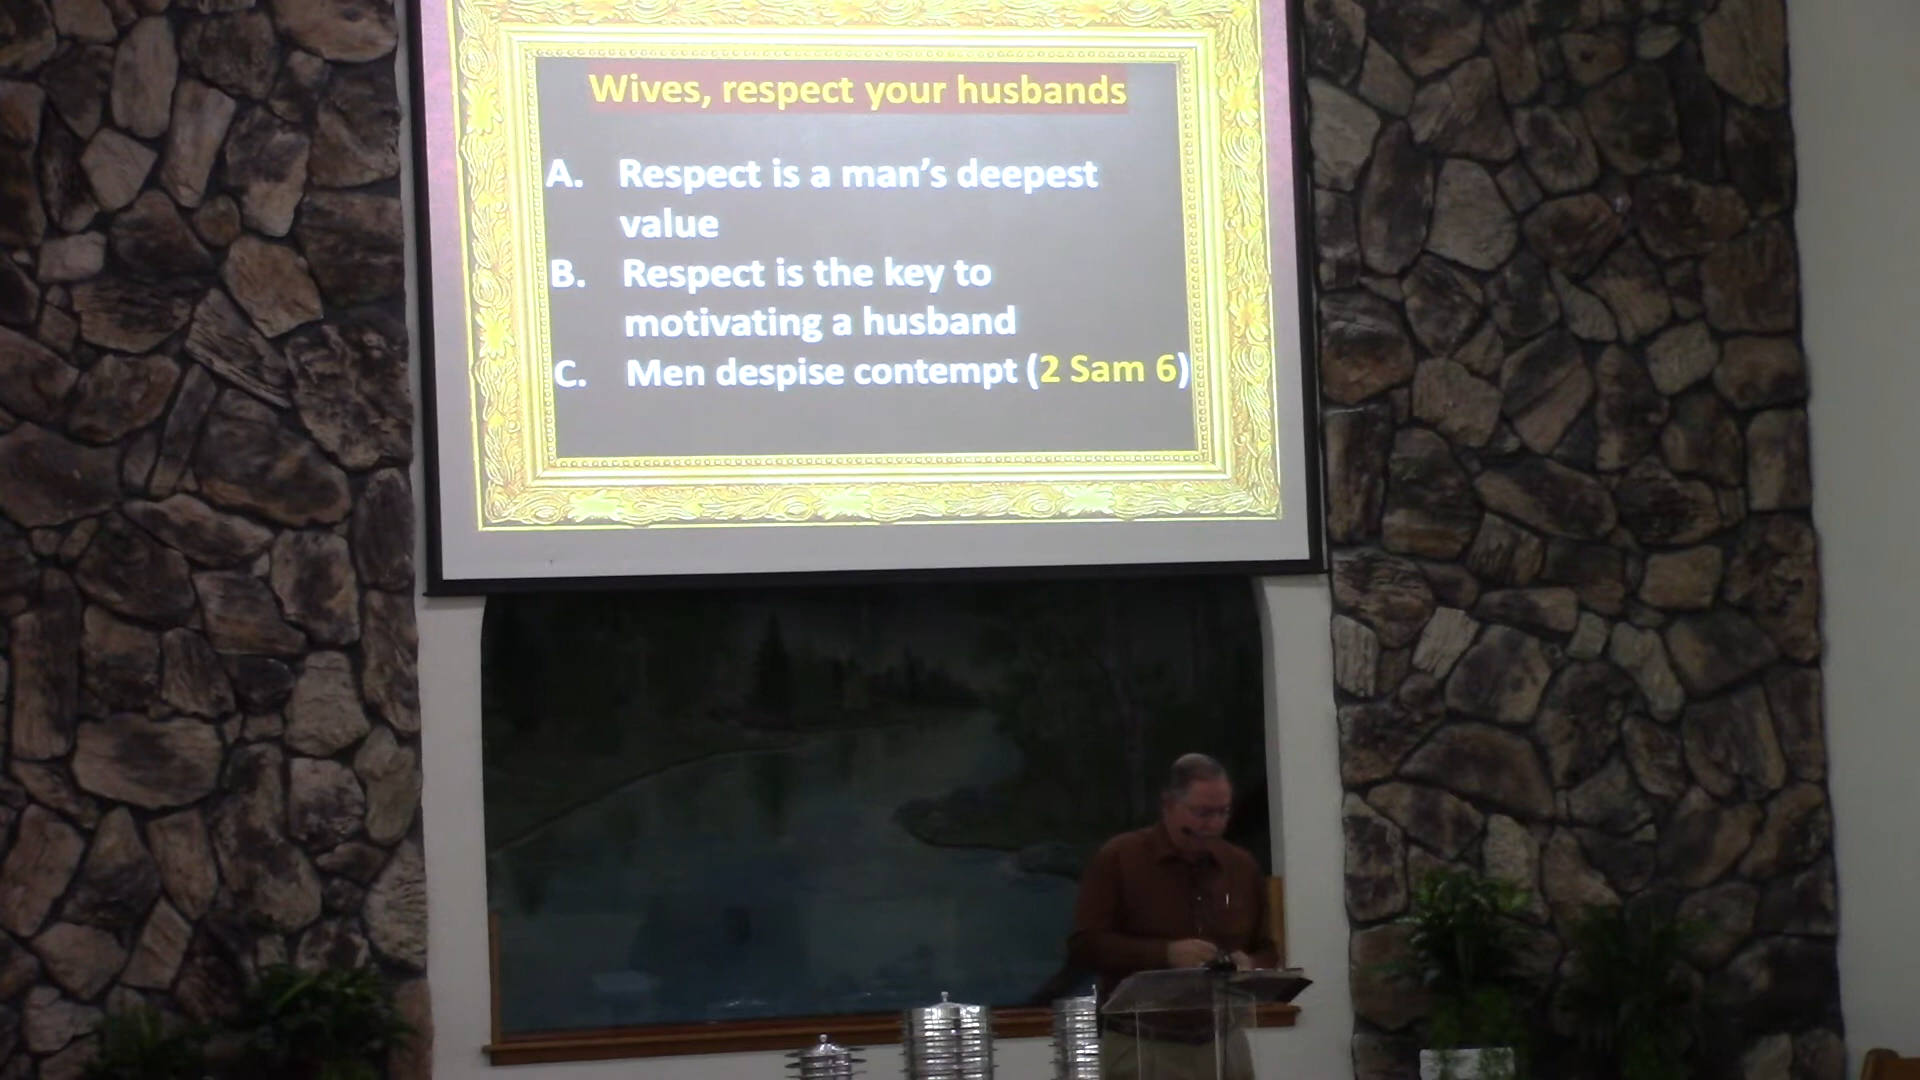 Wives, respect your husbands
A. Respect is a man's deepest
value
B. Respect is the key to
motivating a husband
C. Men despise contempt (2 Sam 6)